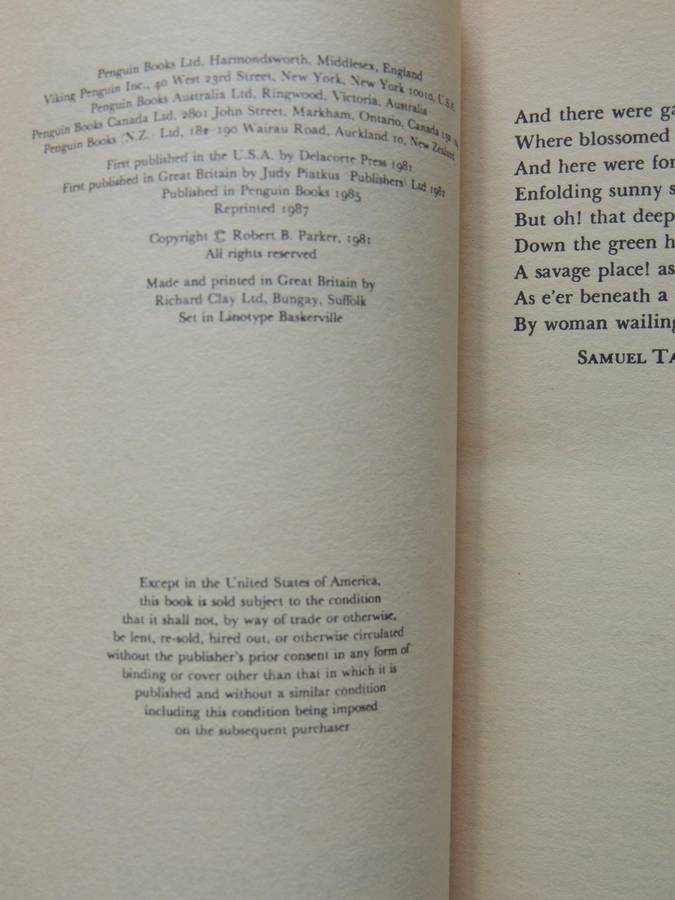 Penguin Books Ltd, Harmondsworth, Middlesex, England
Viking Penguin Inc., 40 West 23rd Street, New York, New York 10010, U.S.A.
Penguin Books Australia Ltd, Ringwood, Victoria, Australia
Penguin Books Canada Ltd, 2801 John Street, Markham, Ontario, Canada
Penguin Books (N.Z.) Ltd, 182-190 Wairau Road, Auckland 10, New Zealand
First published in the U.S.A. by Delacorte Press 1981
First published in Great Britain by Judy Piatkus (Publishers) Ltd 1982
Published in Penguin Books 1985
Reprinted 1987
Copyright © Robert B. Parker, 1981
All rights reserved
Made and printed in Great Britain by
Richard Clay Ltd, Bungay, Suffolk
Set in Linotype Baskerville
Except in the United States of America,
this book is sold subject to the condition
that it shall not, by way of trade or otherwise,
be lent, re-sold, hired out, or otherwise circulated
without the publisher's prior consent in any form of
binding or cover other than that in which it is
published and without a similar condition
including this condition being imposed
on the subsequent purchaser
And there were ga
Where blossomed
And here were for
Enfolding sunny s
But oh! that deep
Down the green h
A savage place! as
As e'er beneath a
By woman wailing
SAMUEL TA